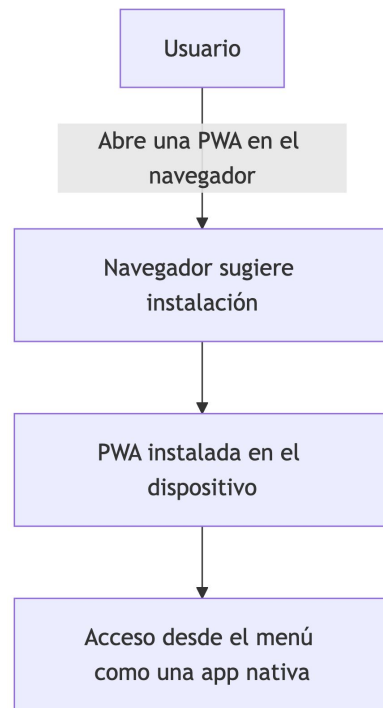 Usuario
Abre una PWA en el
navegador
Navegador sugiere
instalación
PWA instalada en el
dispositivo
Acceso desde el menú
como una app nativa